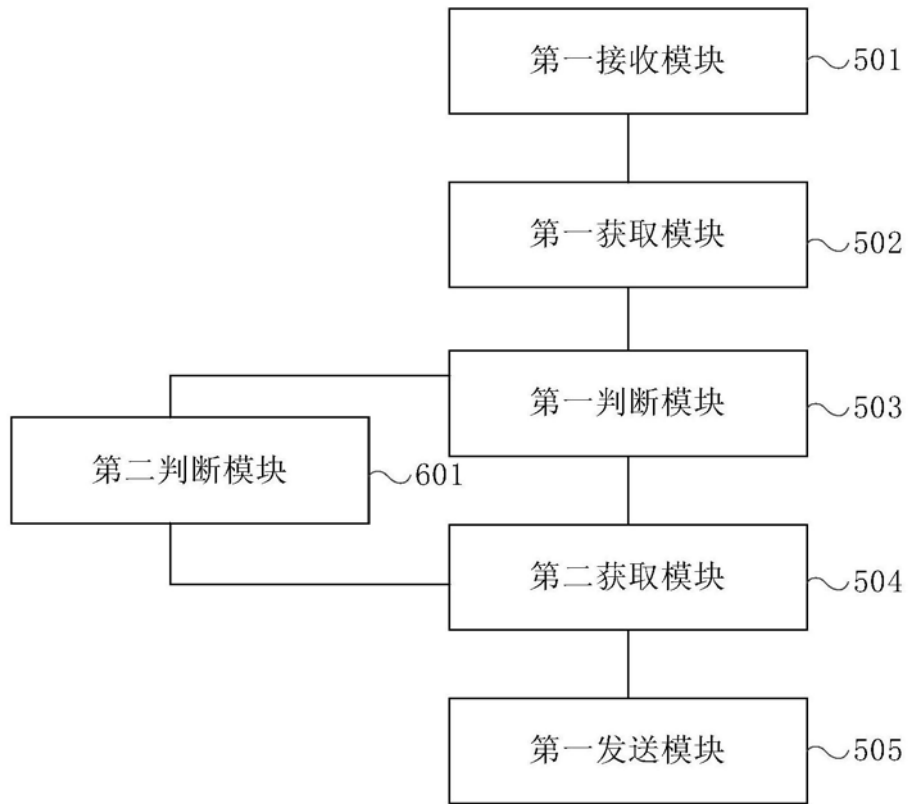 第一接收模块 501
第一获取模块 502
第一判断模块 503
第二判断模块 601
第二获取模块 504
第一发送模块 505